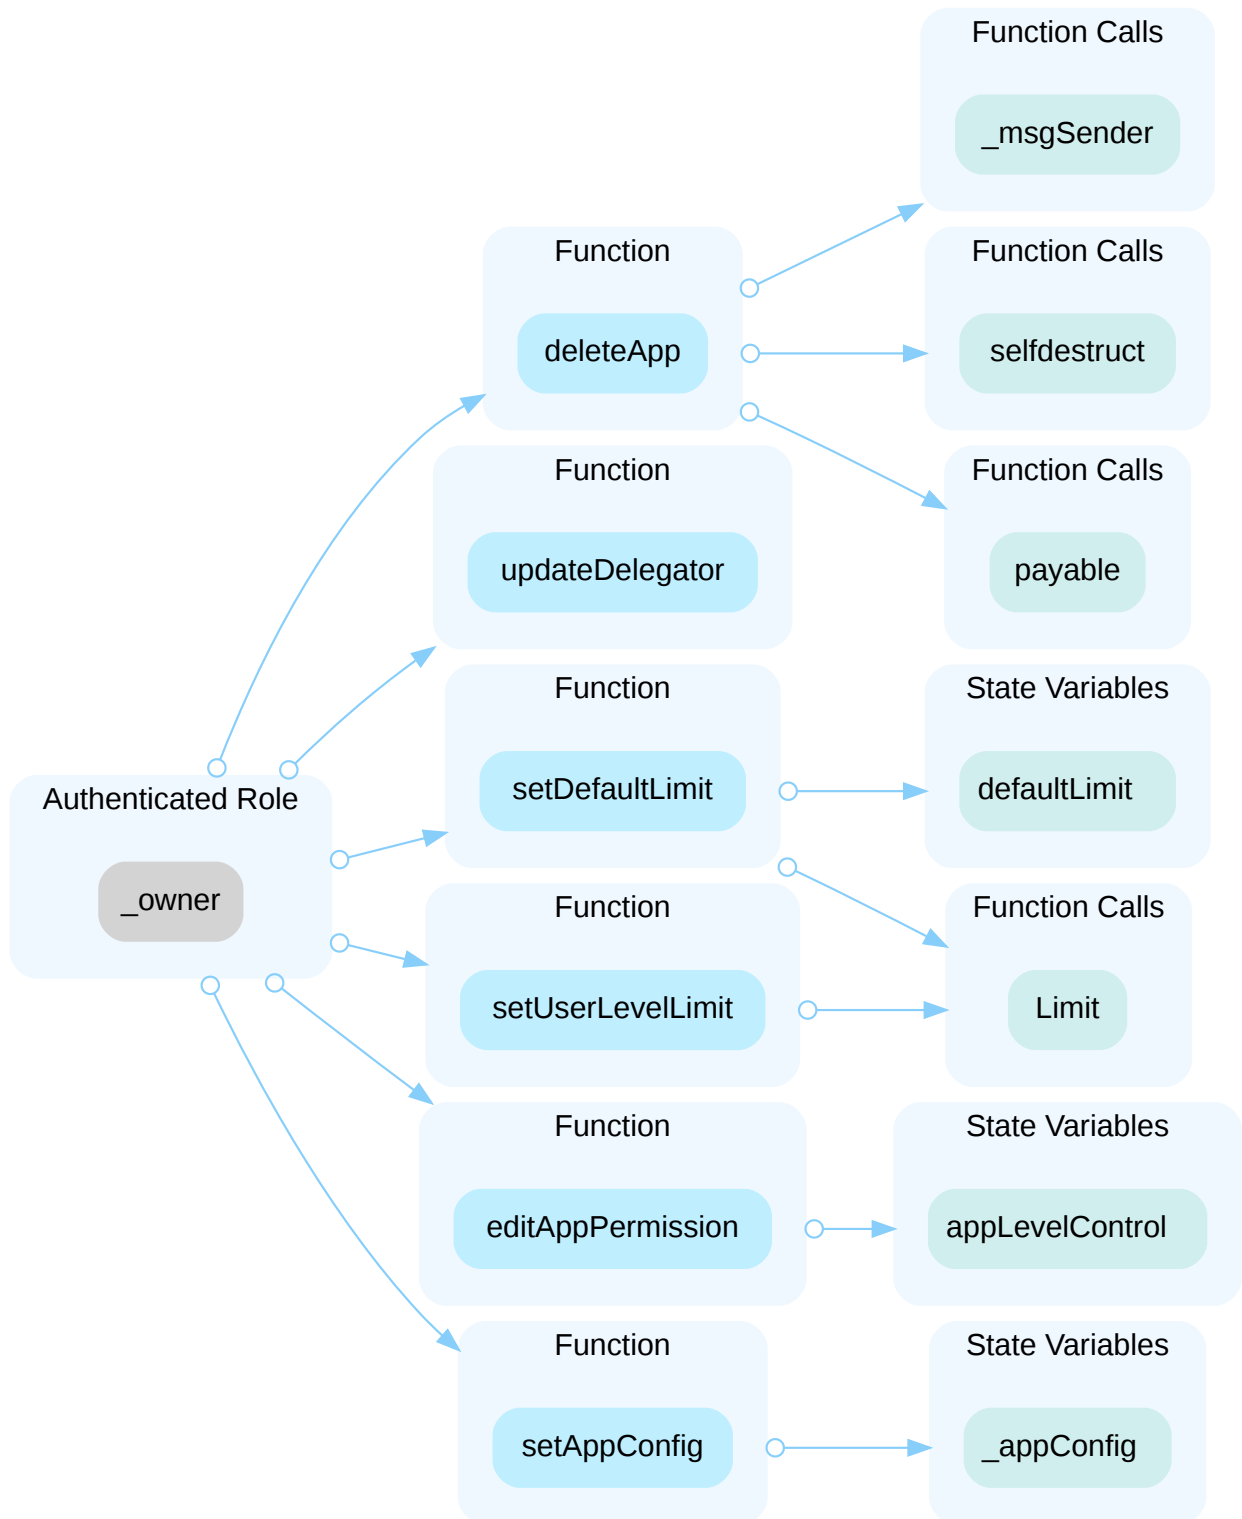 Function Calls
_msgSender
Function
deleteApp
Function Calls
selfdestruct
Function
updateDelegator
Function Calls
payable
Authenticated Role
_owner
Function
setDefaultLimit
State Variables
defaultLimit
Function
setUserLevelLimit
Function Calls
Limit
Function
editAppPermission
State Variables
appLevelControl
Function
setAppConfig
State Variables
_appConfig